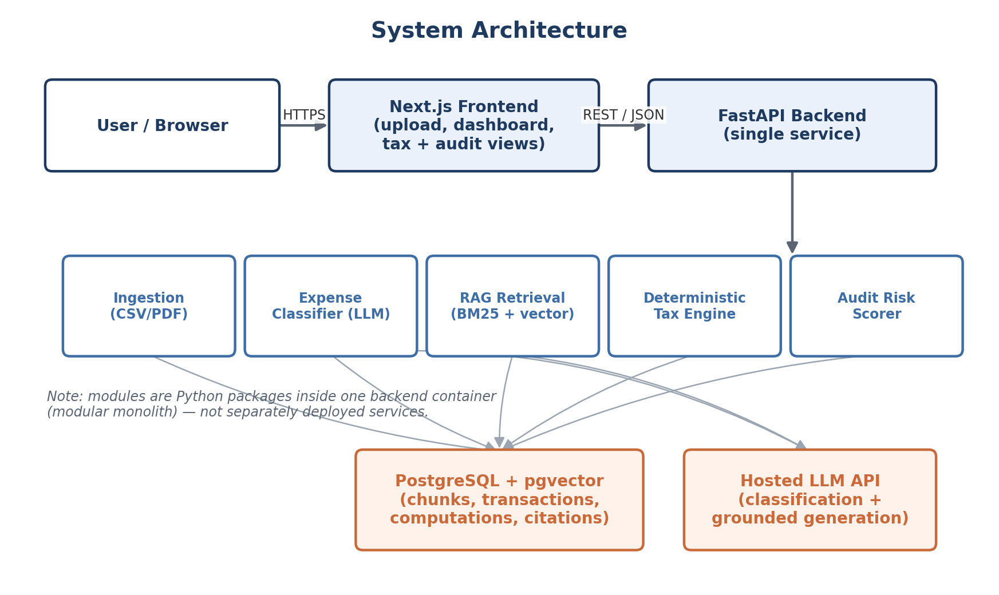 System Architecture
User / Browser
HTTPS
Next.js Frontend
(upload, dashboard,
tax + audit views)
REST / JSON
FastAPI Backend
(single service)
Ingestion
(CSV/PDF)
Expense
Classifier (LLM)
RAG Retrieval
(BM25 + vector)
Deterministic
Tax Engine
Audit Risk
Scorer
Note: modules are Python packages inside one backend container
(modular monolith) — not separately deployed services.
PostgreSQL + pgvector
(chunks, transactions,
computations, citations)
Hosted LLM API
(classification +
grounded generation)